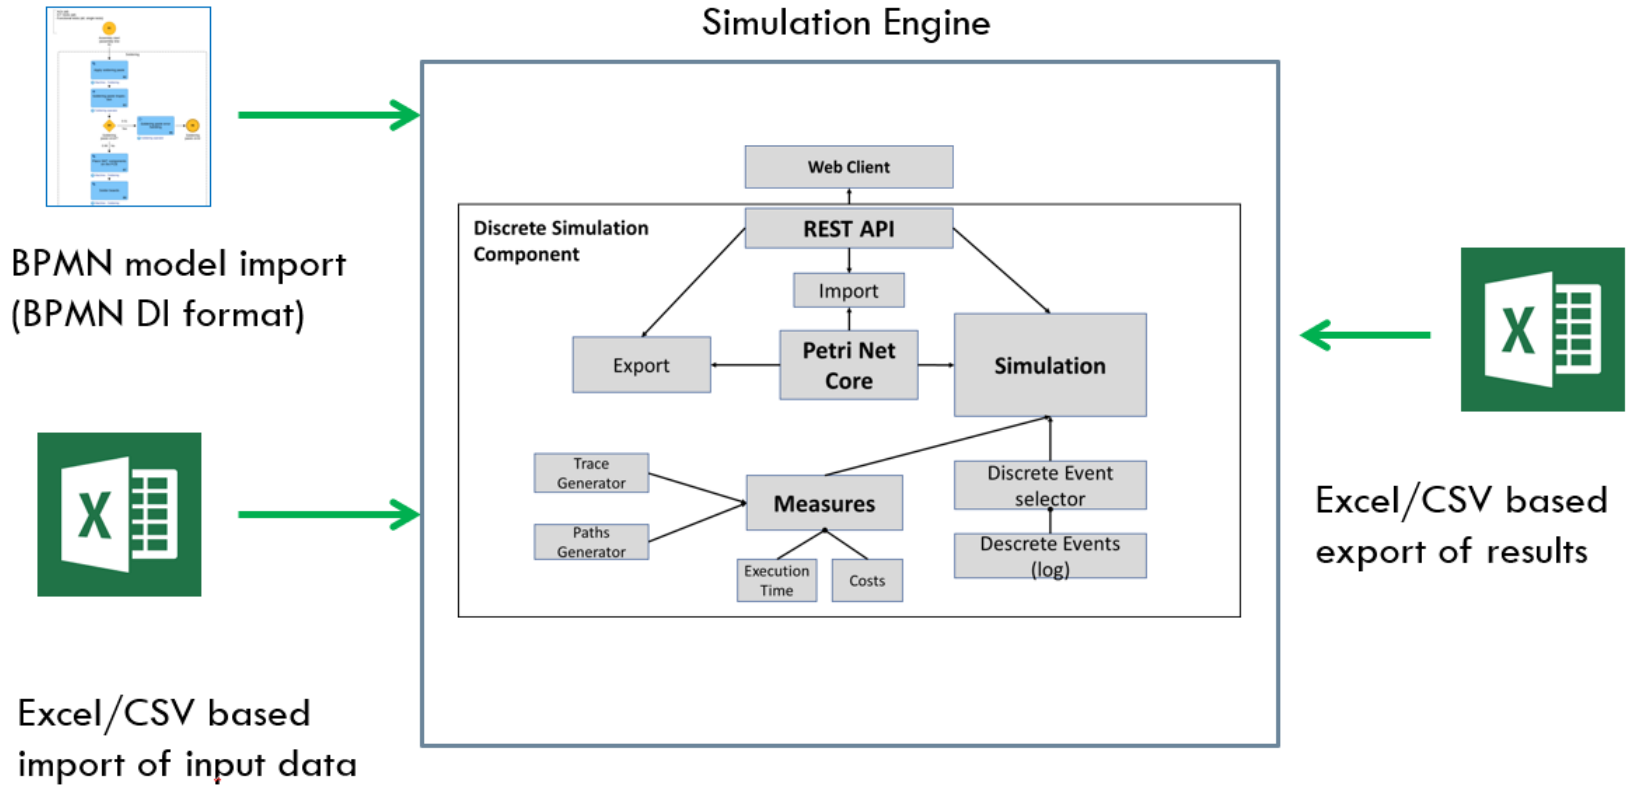 Simulation Engine
BPMN model import
(BPMN DI format)
Excel/CSV based
import of input data
Web Client
Discrete Simulation
Component
REST API
Import
Export
Petri Net
Core
Simulation
Trace
Generator
Paths
Generator
Measures
Execution
Time
Costs
Discrete Event
selector
Descrete Events
(log)
X
X
Excel/CSV based
export of results